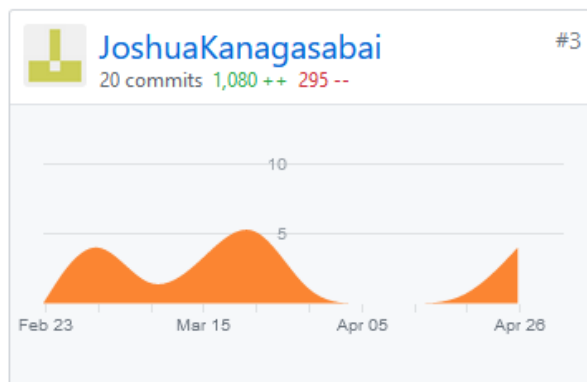 JoshuaKanagasabai #3
20 commits 1,080 ++ 295 --
10
5
Feb 23 Mar 15 Apr 05 Apr 26